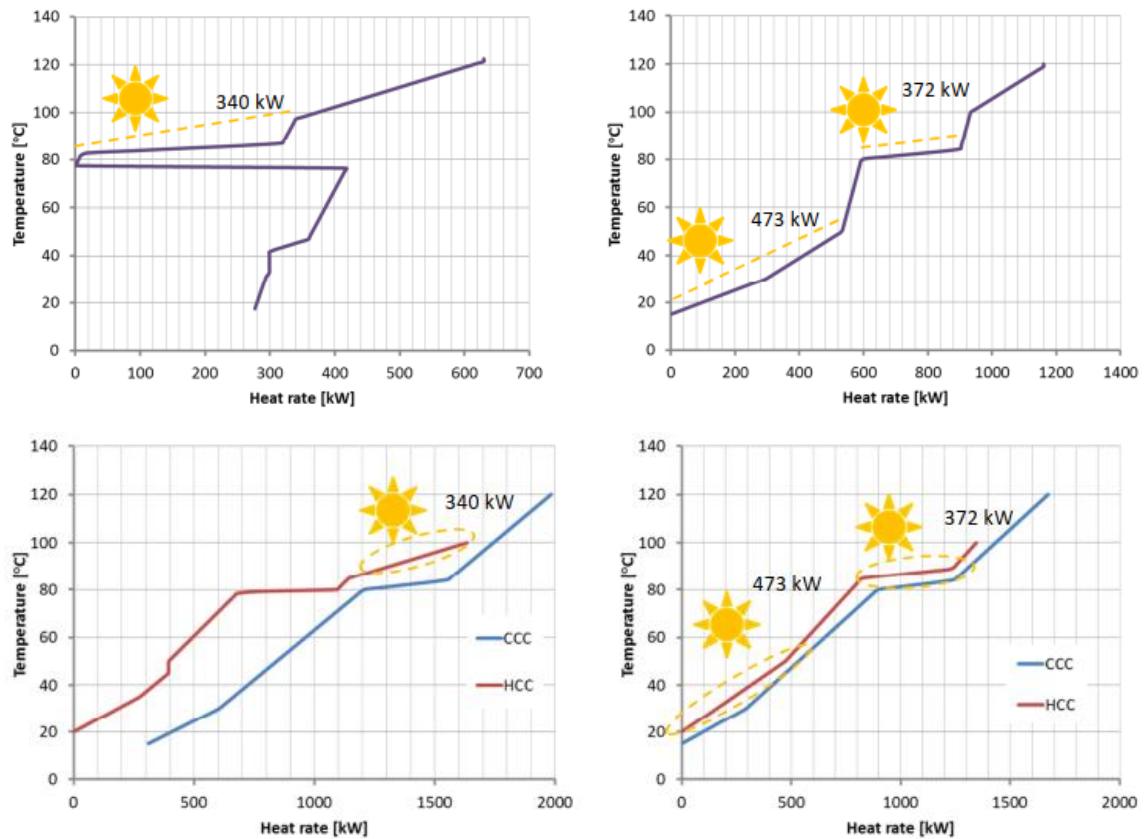 140
120
100
80
60
40
20
0
Temperature [°C]
340 kW
0 100 200 300 400 500 600 700
Heat rate [kW]
140
120
100
80
60
40
20
0
Temperature [°C]
372 kW
473 kW
0 200 400 600 800 1000 1200 1400
Heat rate [kW]
140
120
100
80
60
40
20
0
Temperature [°C]
340 kW
CCC
HCC
0 500 1000 1500 2000
Heat rate [kW]
140
120
100
80
60
40
20
0
Temperature [°C]
372 kW
473 kW
CCC
HCC
0 500 1000 1500 2000
Heat rate [kW]